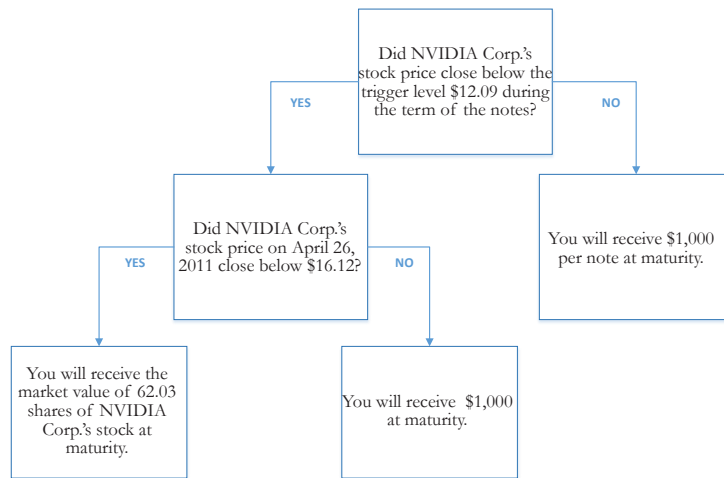 Did NVIDIA Corp.'s
stock price close below the
trigger level $12.09 during
the term of the notes?
YES
NO
Did NVIDIA Corp.'s
stock price on April 26,
2011 close below $16.12?
You will receive $1,000
per note at maturity.
YES
NO
You will receive the
market value of 62.03
shares of NVIDIA
Corp.'s stock at
maturity.
You will receive $1,000
at maturity.